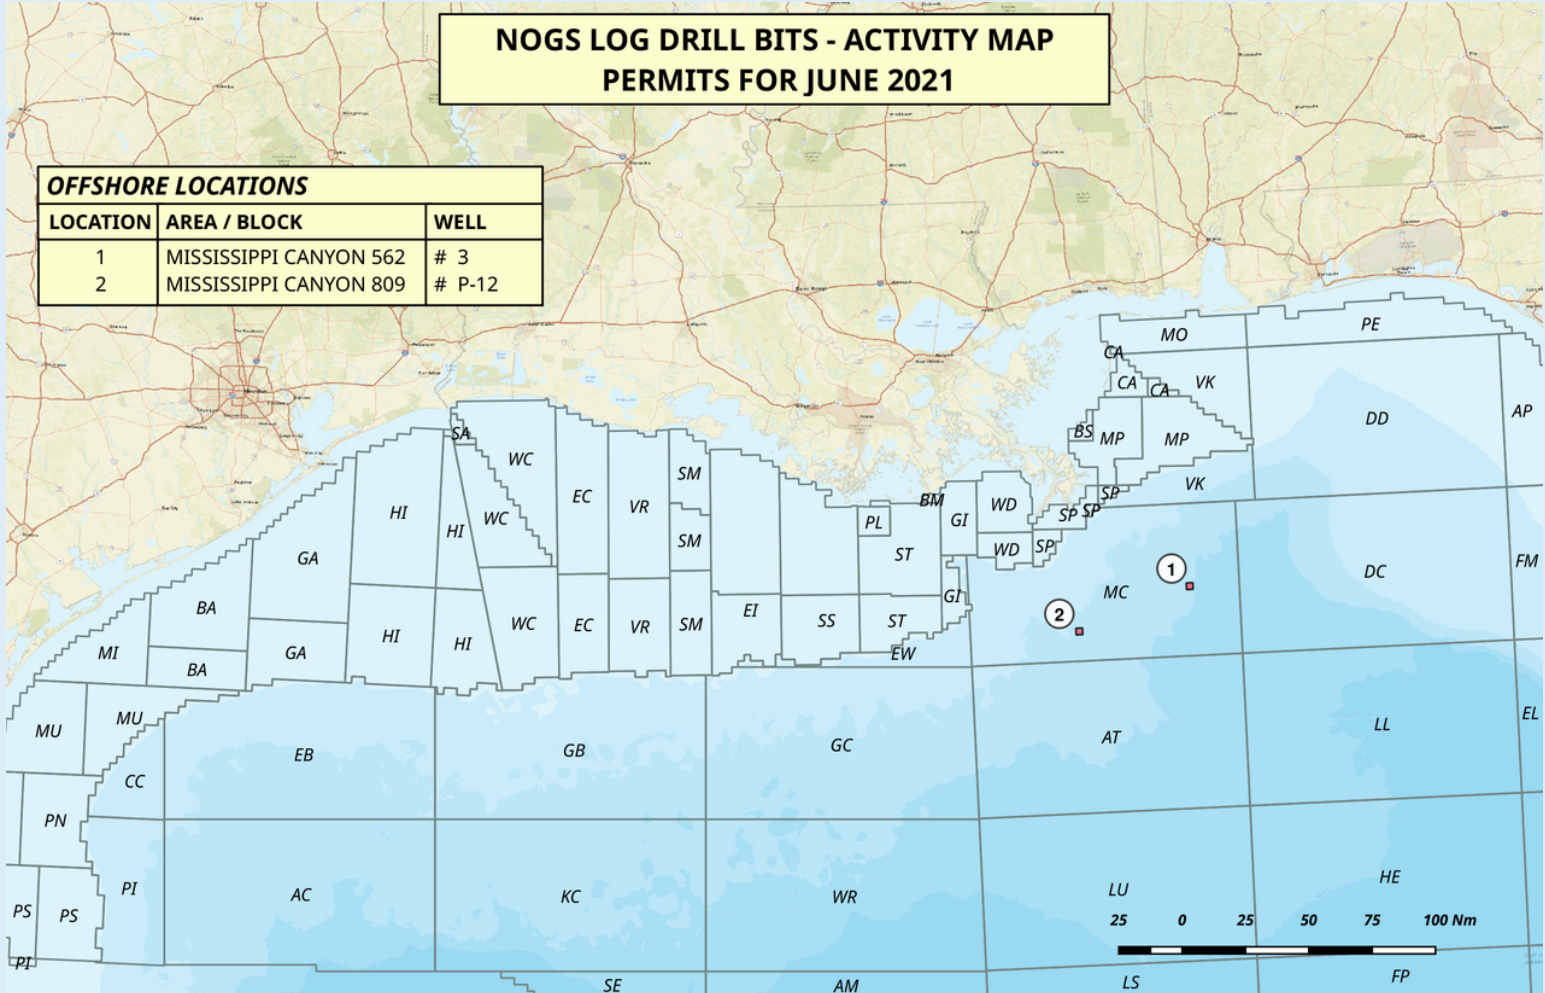 NOGS LOG DRILL BITS - ACTIVITY MAP
PERMITS FOR JUNE 2021
OFFSHORE LOCATIONS
LOCATION AREA / BLOCK WELL
1 MISSISSIPPI CANYON 562 # 3
2 MISSISSIPPI CANYON 809 # P-12
MO
PE
CA
CA
CA
VK
DD
AP
BS
MP
MP
SA
WC
SM
VK
EC
VR
SP
BM
WD
HI
HI
WC
PL
GI
SP
SP
SM
ST
WD
SP
GA
1
MC
DC
FM
GI
BA
2
EI
SS
ST
HI
HI
WC
EC
VR
SM
MI
GA
EW
BA
MU
MU
EB
GB
GC
AT
LL
EL
CC
PN
PI
AC
KC
WR
LU
HE
PS
PS
25 0 25 50 75 100 Nm
PI
SE
AM
LS
FP